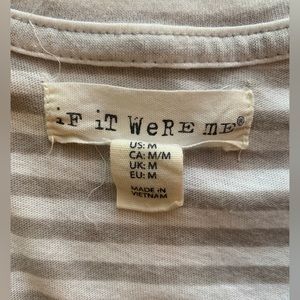 iF iT WeRE mE®
US: M
CA: M/M
UK: M
EU: M
MADE IN
VIETNAM